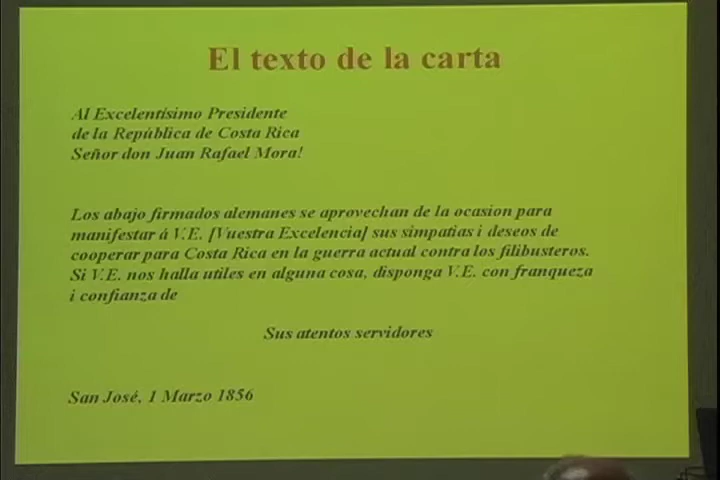 El texto de la carta
Al Excelentísimo Presidente
de la República de Costa Rica
Señor don Juan Rafael Mora!
Los abajo firmados alemanes se aprovechan de la ocasion para
manifestar á V.E. [Vuestra Excelencia] sus simpatias i deseos de
cooperar para Costa Rica en la guerra actual contra los filibusteros.
Si V.E. nos halla utiles en alguna cosa, disponga V.E. con franqueza
i confianza de
Sus atentos servidores
San José, 1 Marzo 1856